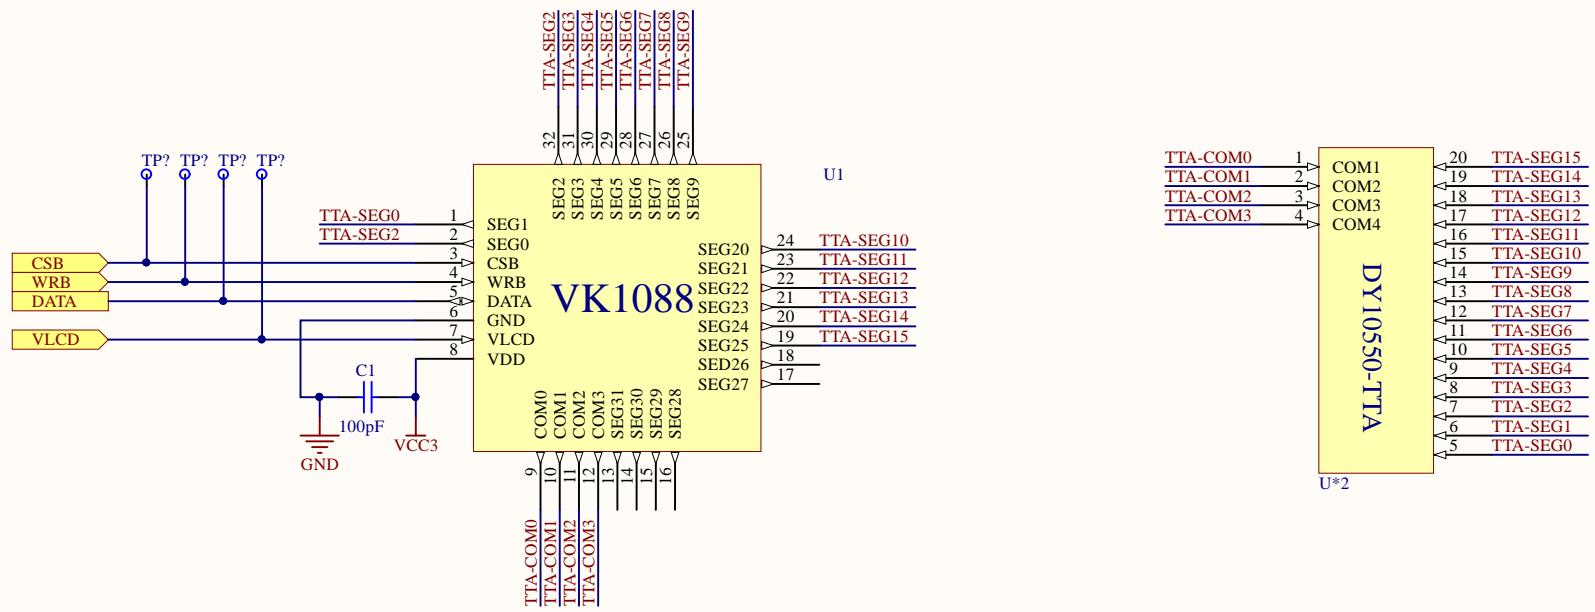 TTA-SEG2
TTA-SEG3
TTA-SEG4
TTA-SEG5
TTA-SEG6
TTA-SEG7
TTA-SEG8
TTA-SEG9
32
31
30
29
28
27
26
25
SEG2
SEG3
SEG4
SEG5
SEG6
SEG7
SEG8
SEG9
U1
TP? TP? TP? TP?
CSB
WRB
DATA
VLCD
TTA-SEG0 1 SEG1
TTA-SEG2 2 SEG0
3 CSB
4 WRB
5 DATA
6 GND
7 VLCD
8 VDD
VK1088
SEG20 24 TTA-SEG10
SEG21 23 TTA-SEG11
SEG22 22 TTA-SEG12
SEG23 21 TTA-SEG13
SEG24 20 TTA-SEG14
SEG25 19 TTA-SEG15
SED26 18
SEG27 17
C1
100pF
GND
VCC3
COM0
COM1
COM2
COM3
SEG31
SEG30
SEG29
SEG28
9
10
11
12
13
14
15
16
TTA-COM0
TTA-COM1
TTA-COM2
TTA-COM3
TTA-COM0 1 COM1
TTA-COM1 2 COM2
TTA-COM2 3 COM3
TTA-COM3 4 COM4
DY10550-TTA
20 TTA-SEG15
19 TTA-SEG14
18 TTA-SEG13
17 TTA-SEG12
16 TTA-SEG11
15 TTA-SEG10
14 TTA-SEG9
13 TTA-SEG8
12 TTA-SEG7
11 TTA-SEG6
10 TTA-SEG5
9 TTA-SEG4
8 TTA-SEG3
7 TTA-SEG2
6 TTA-SEG1
5 TTA-SEG0
U*2